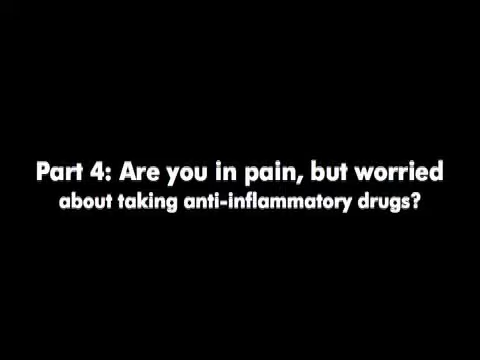 Part 4: Are you in pain, but worried
about taking anti-inflammatory drugs?